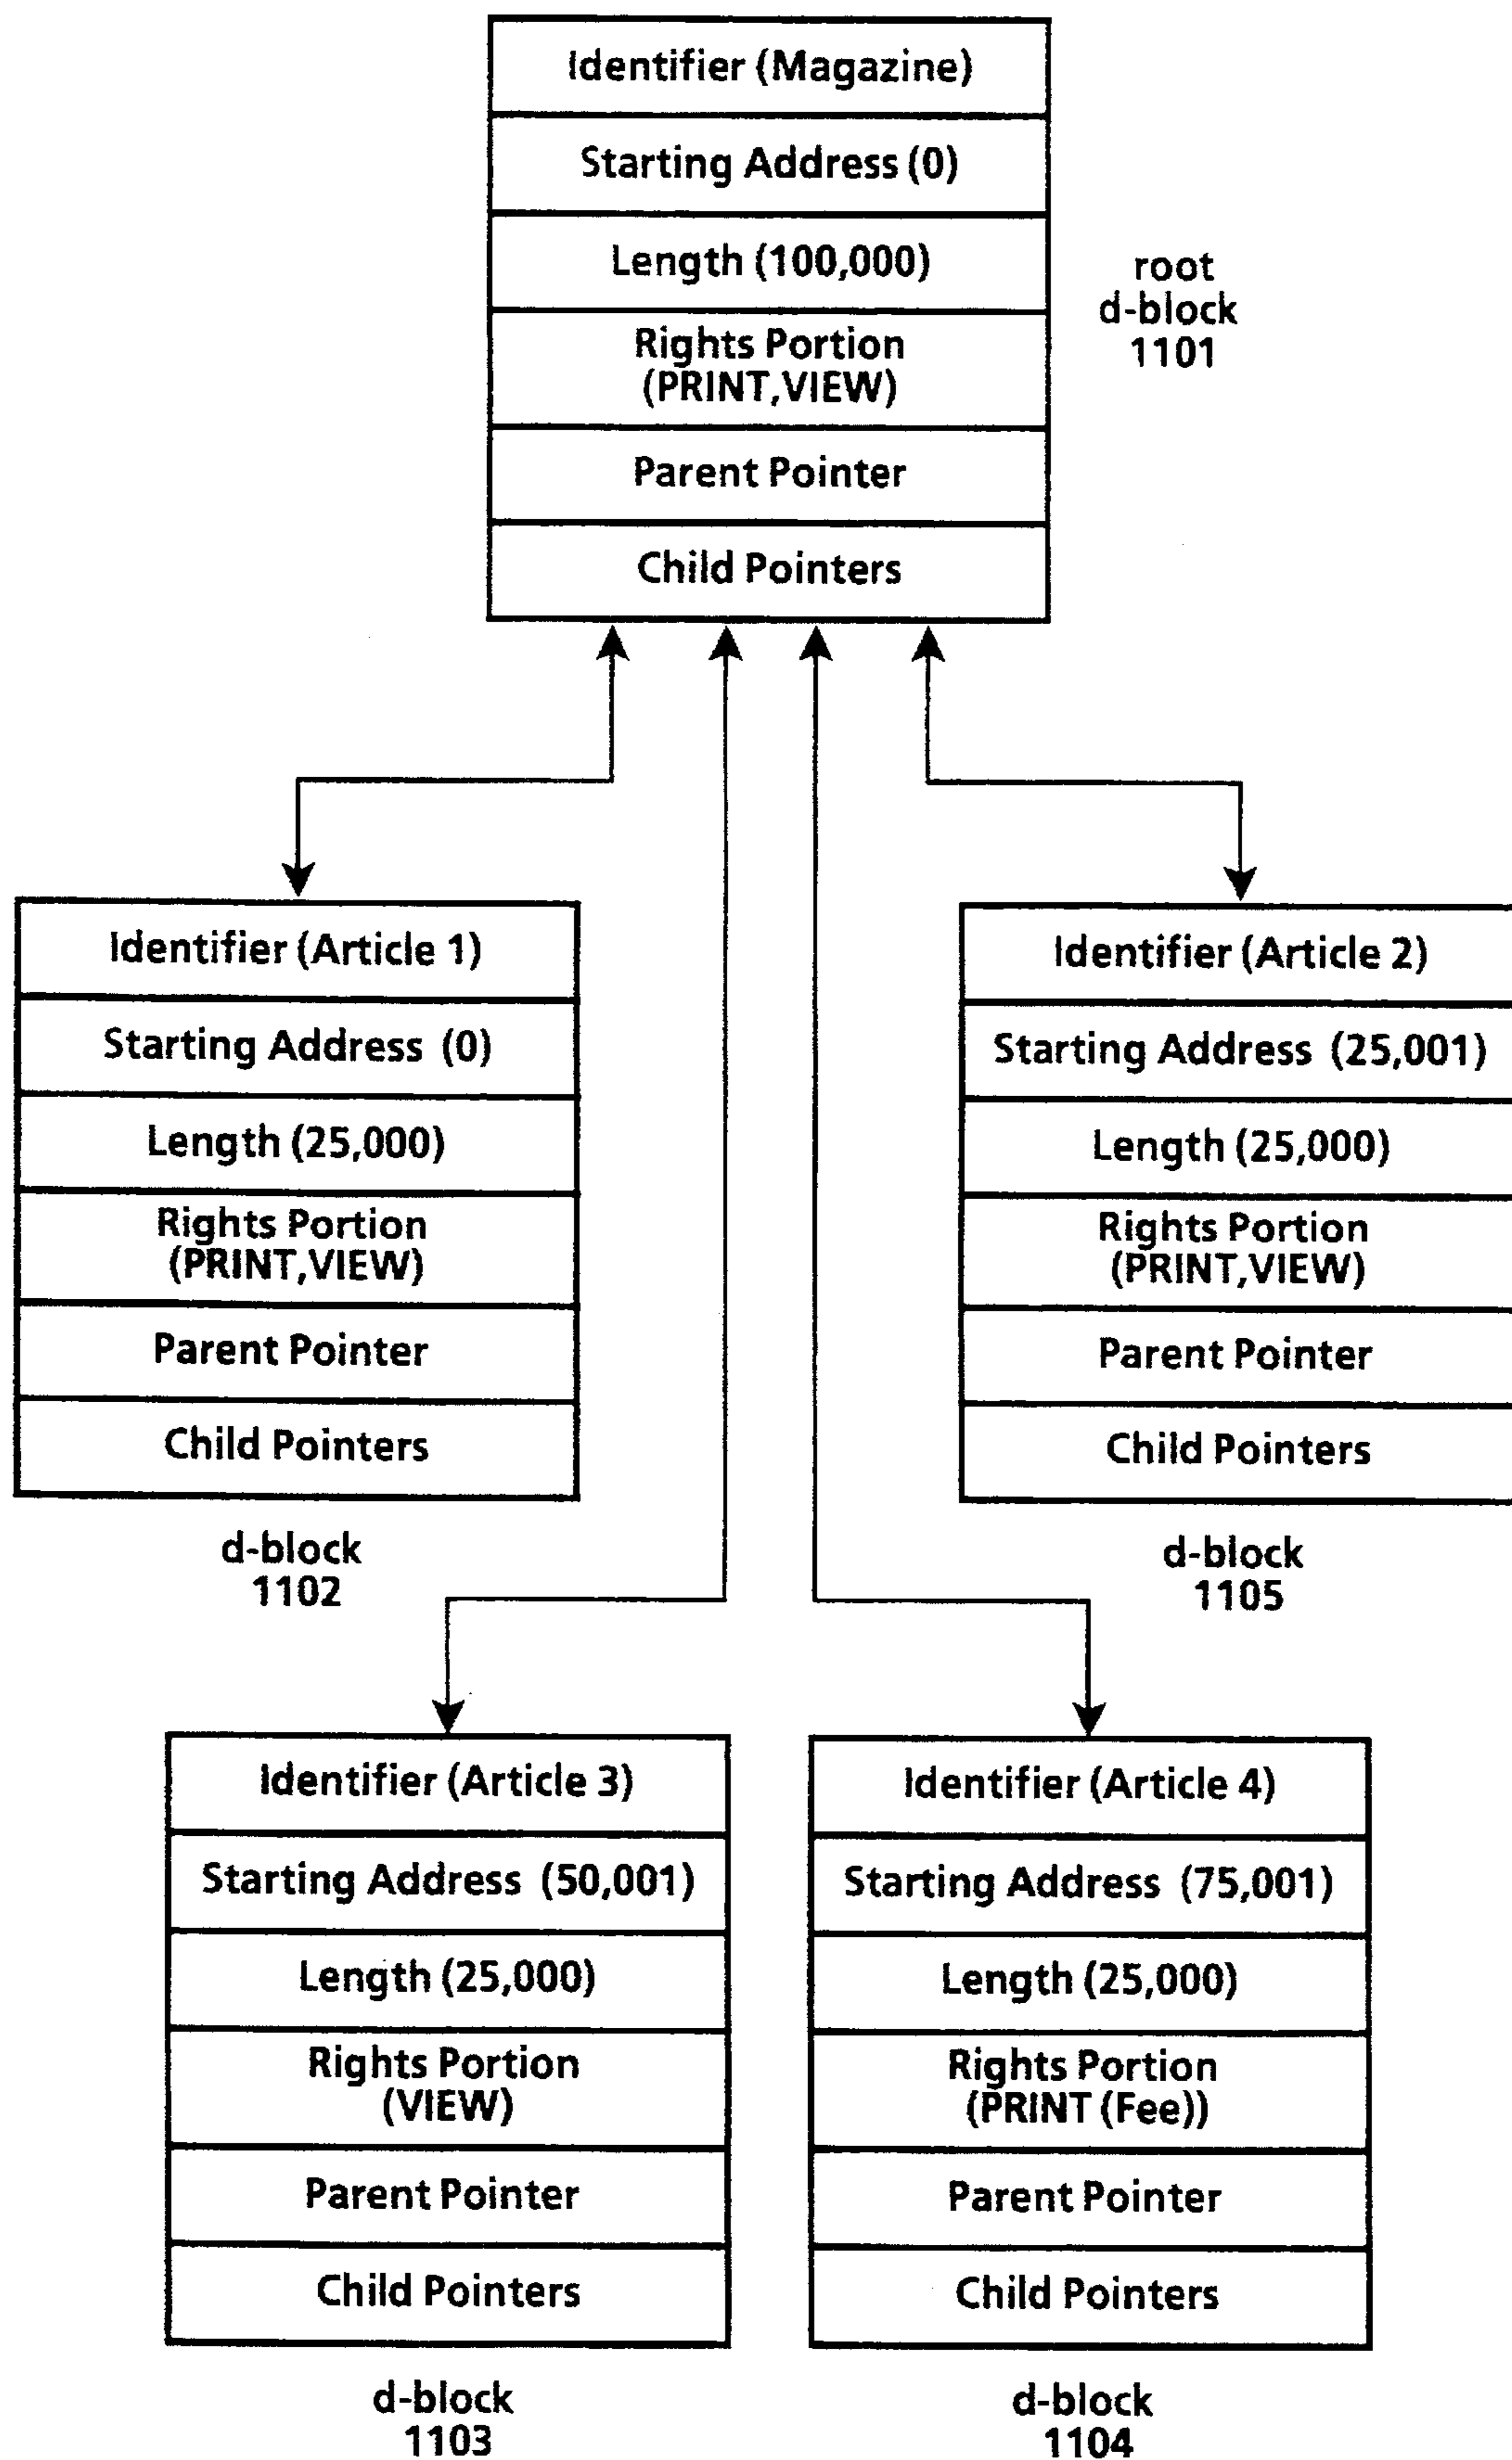 Identifier (Magazine)
Starting Address (0)
Length (100,000)
Rights Portion
(PRINT,VIEW)
Parent Pointer
Child Pointers
root
d-block
1101
Identifier (Article 1)
Starting Address (0)
Length (25,000)
Rights Portion
(PRINT,VIEW)
Parent Pointer
Child Pointers
d-block
1102
Identifier (Article 2)
Starting Address (25,001)
Length (25,000)
Rights Portion
(PRINT,VIEW)
Parent Pointer
Child Pointers
d-block
1105
Identifier (Article 3)
Starting Address (50,001)
Length (25,000)
Rights Portion
(VIEW)
Parent Pointer
Child Pointers
d-block
1103
Identifier (Article 4)
Starting Address (75,001)
Length (25,000)
Rights Portion
(PRINT (Fee))
Parent Pointer
Child Pointers
d-block
1104